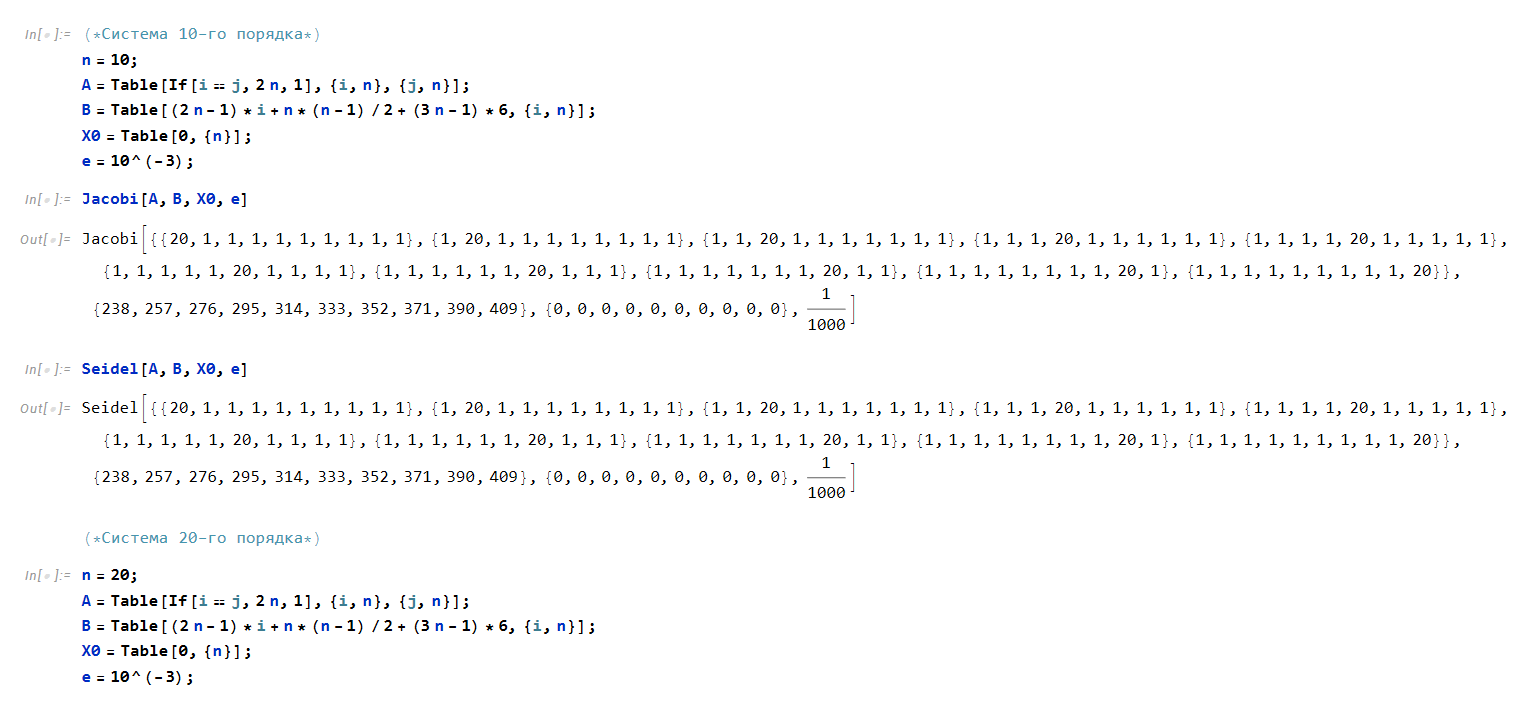 In[●]:= (*Система 10-го порядка*)
n = 10;
A = Table[If[i == j, 2 n, 1], {i, n}, {j, n}];
B = Table[(2 n - 1) * i + n * (n - 1) / 2 + (3 n - 1) * 6, {i, n}];
X0 = Table[0, {n}];
e = 10^(-3);
In[●]:= Jacobi[A, B, X0, e]
Out[●]= Jacobi[{{20, 1, 1, 1, 1, 1, 1, 1, 1, 1}, {1, 20, 1, 1, 1, 1, 1, 1, 1, 1}, {1, 1, 20, 1, 1, 1, 1, 1, 1, 1}, {1, 1, 1, 20, 1, 1, 1, 1, 1, 1}, {1, 1, 1, 1, 20, 1, 1, 1, 1, 1},
{1, 1, 1, 1, 1, 20, 1, 1, 1, 1}, {1, 1, 1, 1, 1, 1, 20, 1, 1, 1}, {1, 1, 1, 1, 1, 1, 1, 20, 1, 1}, {1, 1, 1, 1, 1, 1, 1, 1, 20, 1}, {1, 1, 1, 1, 1, 1, 1, 1, 1, 20}},
{238, 257, 276, 295, 314, 333, 352, 371, 390, 409}, {0, 0, 0, 0, 0, 0, 0, 0, 0, 0}, 1/1000]
In[●]:= Seidel[A, B, X0, e]
Out[●]= Seidel[{{20, 1, 1, 1, 1, 1, 1, 1, 1, 1}, {1, 20, 1, 1, 1, 1, 1, 1, 1, 1}, {1, 1, 20, 1, 1, 1, 1, 1, 1, 1}, {1, 1, 1, 20, 1, 1, 1, 1, 1, 1}, {1, 1, 1, 1, 20, 1, 1, 1, 1, 1},
{1, 1, 1, 1, 1, 20, 1, 1, 1, 1}, {1, 1, 1, 1, 1, 1, 20, 1, 1, 1}, {1, 1, 1, 1, 1, 1, 1, 20, 1, 1}, {1, 1, 1, 1, 1, 1, 1, 1, 20, 1}, {1, 1, 1, 1, 1, 1, 1, 1, 1, 20}},
{238, 257, 276, 295, 314, 333, 352, 371, 390, 409}, {0, 0, 0, 0, 0, 0, 0, 0, 0, 0}, 1/1000]
(*Система 20-го порядка*)
In[●]:= n = 20;
A = Table[If[i == j, 2 n, 1], {i, n}, {j, n}];
B = Table[(2 n - 1) * i + n * (n - 1) / 2 + (3 n - 1) * 6, {i, n}];
X0 = Table[0, {n}];
e = 10^(-3);